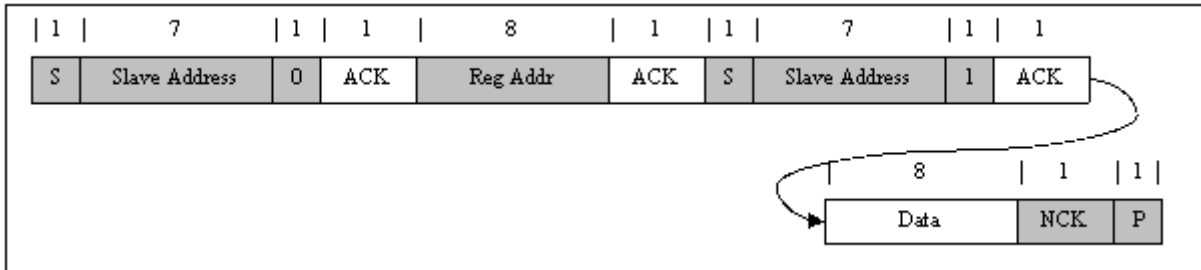 | 1 | 7 | 1 | 1 | 8 | 1 | 1 | 7 | 1 | 1
S Slave Address 0 ACK Reg Addr ACK S Slave Address 1 ACK
| 8 | 1 | 1 |
Data NCK P